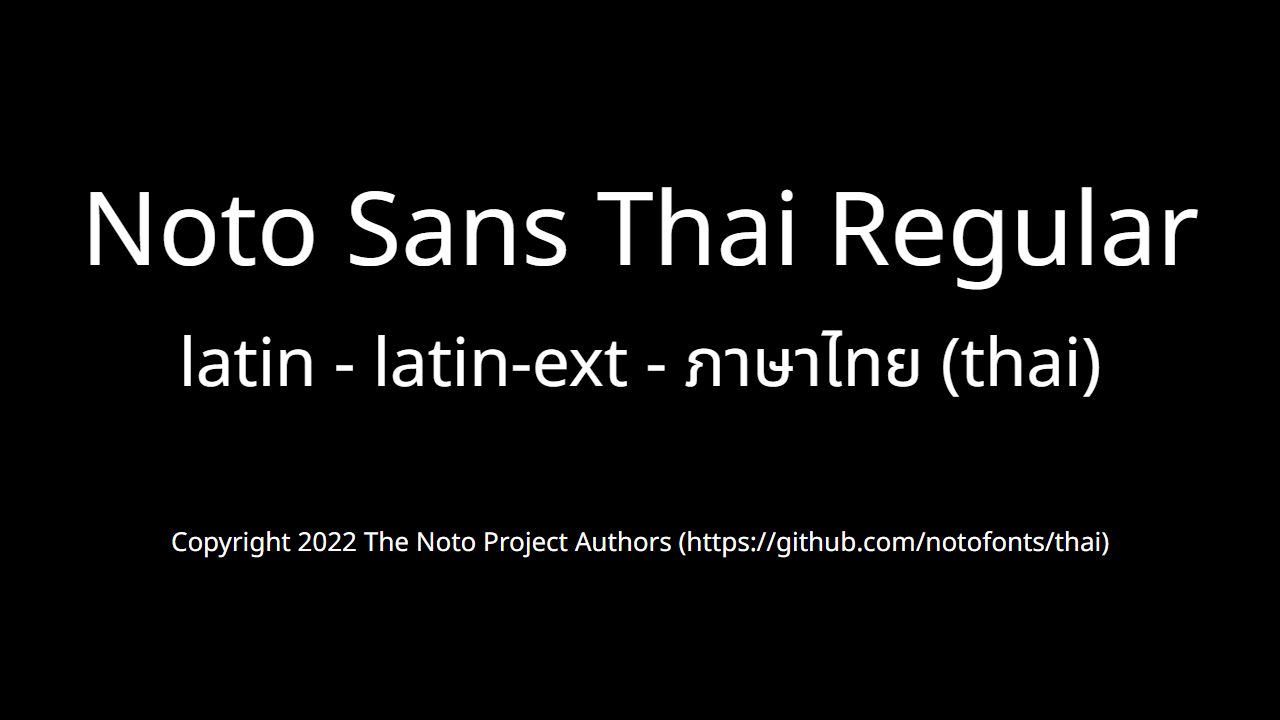 Noto Sans Thai Regular
latin - latin-ext - ภาษาไทย (thai)
Copyright 2022 The Noto Project Authors (https://github.com/notofonts/thai)